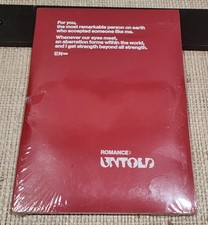 For you,
the most remarkable person on earth
who accepted someone like me.
Whenever our eyes meet,
an aberration forms within the world,
and I get strength beyond all strength.
EN—
ROMANCE :
UNTOLD